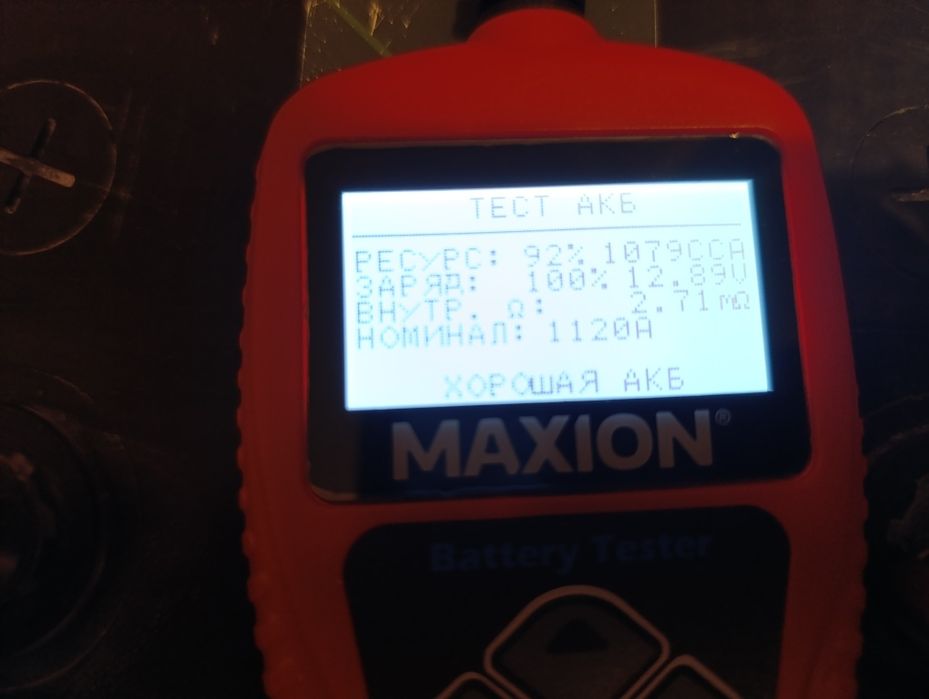 ТЕСТ АКБ
РЕСУРС: 92% 1079CCA
ЗАРЯД: 100% 12.89V
ВНУТР. Ω: 2.71mΩ
НОМИНАЛ: 1120A
ХОРОШАЯ АКБ
MAXION®
Battery Tester